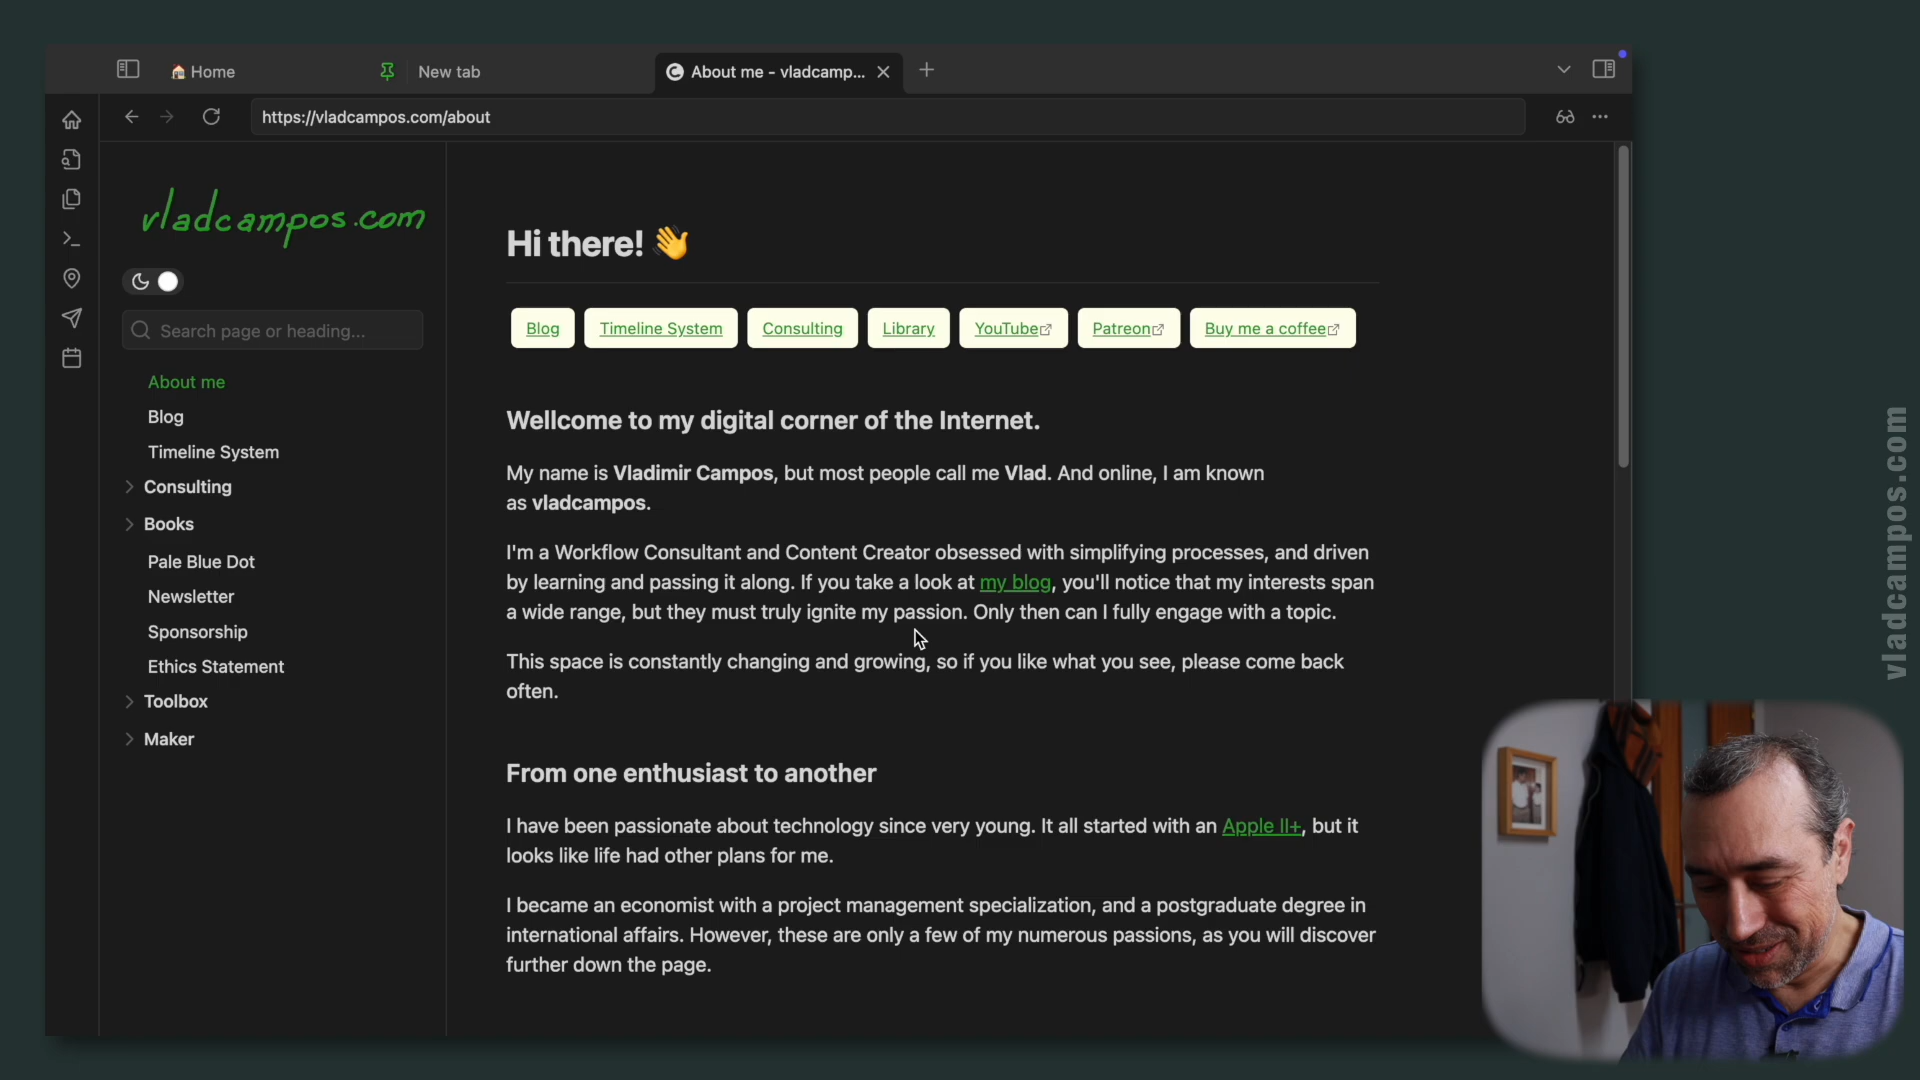 Home
New tab
About me - vladcamp...
https://vladcampos.com/about
vladcampos.com
Search page or heading...
About me
Blog
Timeline System
Consulting
Books
Pale Blue Dot
Newsletter
Sponsorship
Ethics Statement
Toolbox
Maker
Hi there! 👋
Blog
Timeline System
Consulting
Library
YouTube
Patreon
Buy me a coffee
Wellcome to my digital corner of the Internet.
My name is Vladimir Campos, but most people call me Vlad. And online, I am known
as vladcampos.
I'm a Workflow Consultant and Content Creator obsessed with simplifying processes, and driven
by learning and passing it along. If you take a look at my blog, you'll notice that my interests span
a wide range, but they must truly ignite my passion. Only then can I fully engage with a topic.
This space is constantly changing and growing, so if you like what you see, please come back
often.
From one enthusiast to another
I have been passionate about technology since very young. It all started with an Apple II+, but it
looks like life had other plans for me.
I became an economist with a project management specialization, and a postgraduate degree in
international affairs. However, these are only a few of my numerous passions, as you will discover
further down the page.
vladcampos.com